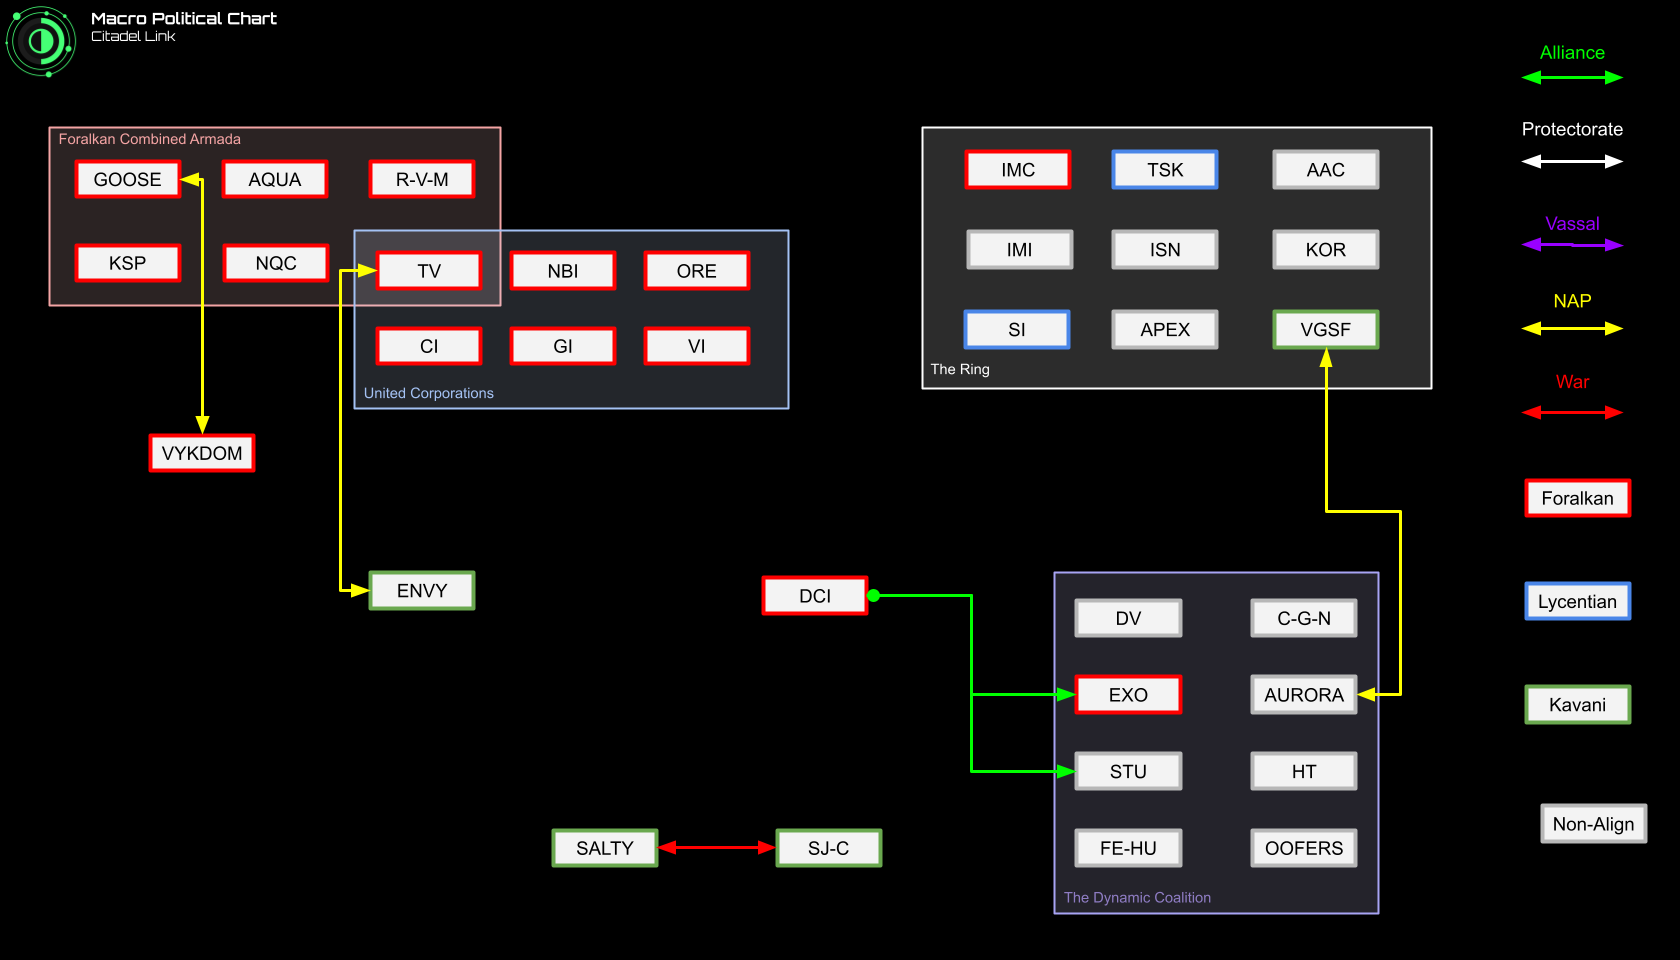 Macro Political Chart
Citadel Link
Alliance
Protectorate
Vassal
NAP
War
Foralkan
Lycentian
Kavani
Non-Align
Foralkan Combined Armada
GOOSE
AQUA
R-V-M
KSP
NQC
TV
NBI
ORE
CI
GI
VI
United Corporations
IMC
TSK
AAC
IMI
ISN
KOR
SI
APEX
VGSF
The Ring
VYKDOM
ENVY
DCI
DV
C-G-N
EXO
AURORA
STU
HT
FE-HU
OOFERS
The Dynamic Coalition
SALTY
SJ-C